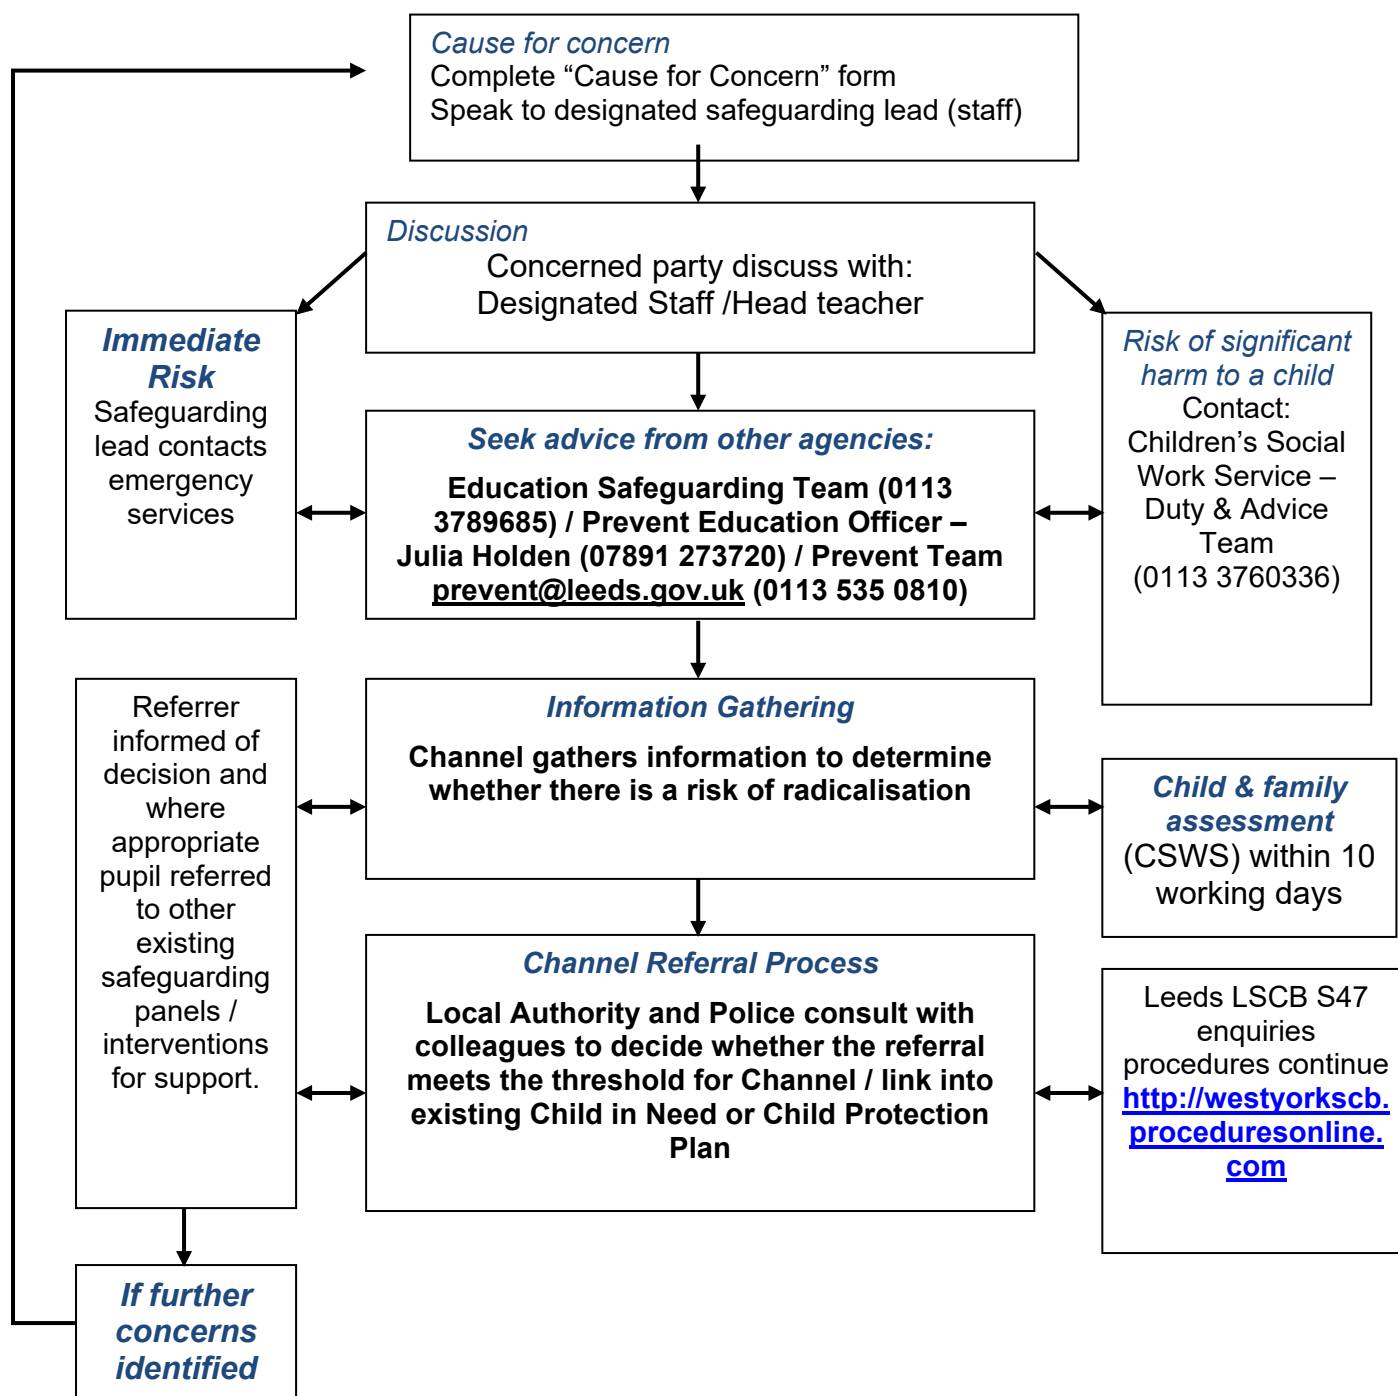 Cause for concern
Complete “Cause for Concern” form
Speak to designated safeguarding lead (staff)
Discussion
Concerned party discuss with:
Designated Staff /Head teacher
Immediate
Risk
Safeguarding
lead contacts
emergency
services
Seek advice from other agencies:
Education Safeguarding Team (0113
3789685) / Prevent Education Officer –
Julia Holden (07891 273720) / Prevent Team
prevent@leeds.gov.uk (0113 535 0810)
Risk of significant
harm to a child
Contact:
Children’s Social
Work Service –
Duty & Advice
Team
(0113 3760336)
Referrer
informed of
decision and
where
appropriate
pupil referred
to other
existing
safeguarding
panels /
interventions
for support.
Information Gathering
Channel gathers information to determine
whether there is a risk of radicalisation
Child & family
assessment
(CSWS) within 10
working days
Channel Referral Process
Local Authority and Police consult with
colleagues to decide whether the referral
meets the threshold for Channel / link into
existing Child in Need or Child Protection
Plan
Leeds LSCB S47
enquiries
procedures continue
http://westyorkscb.
proceduresonline.
com
If further
concerns
identified